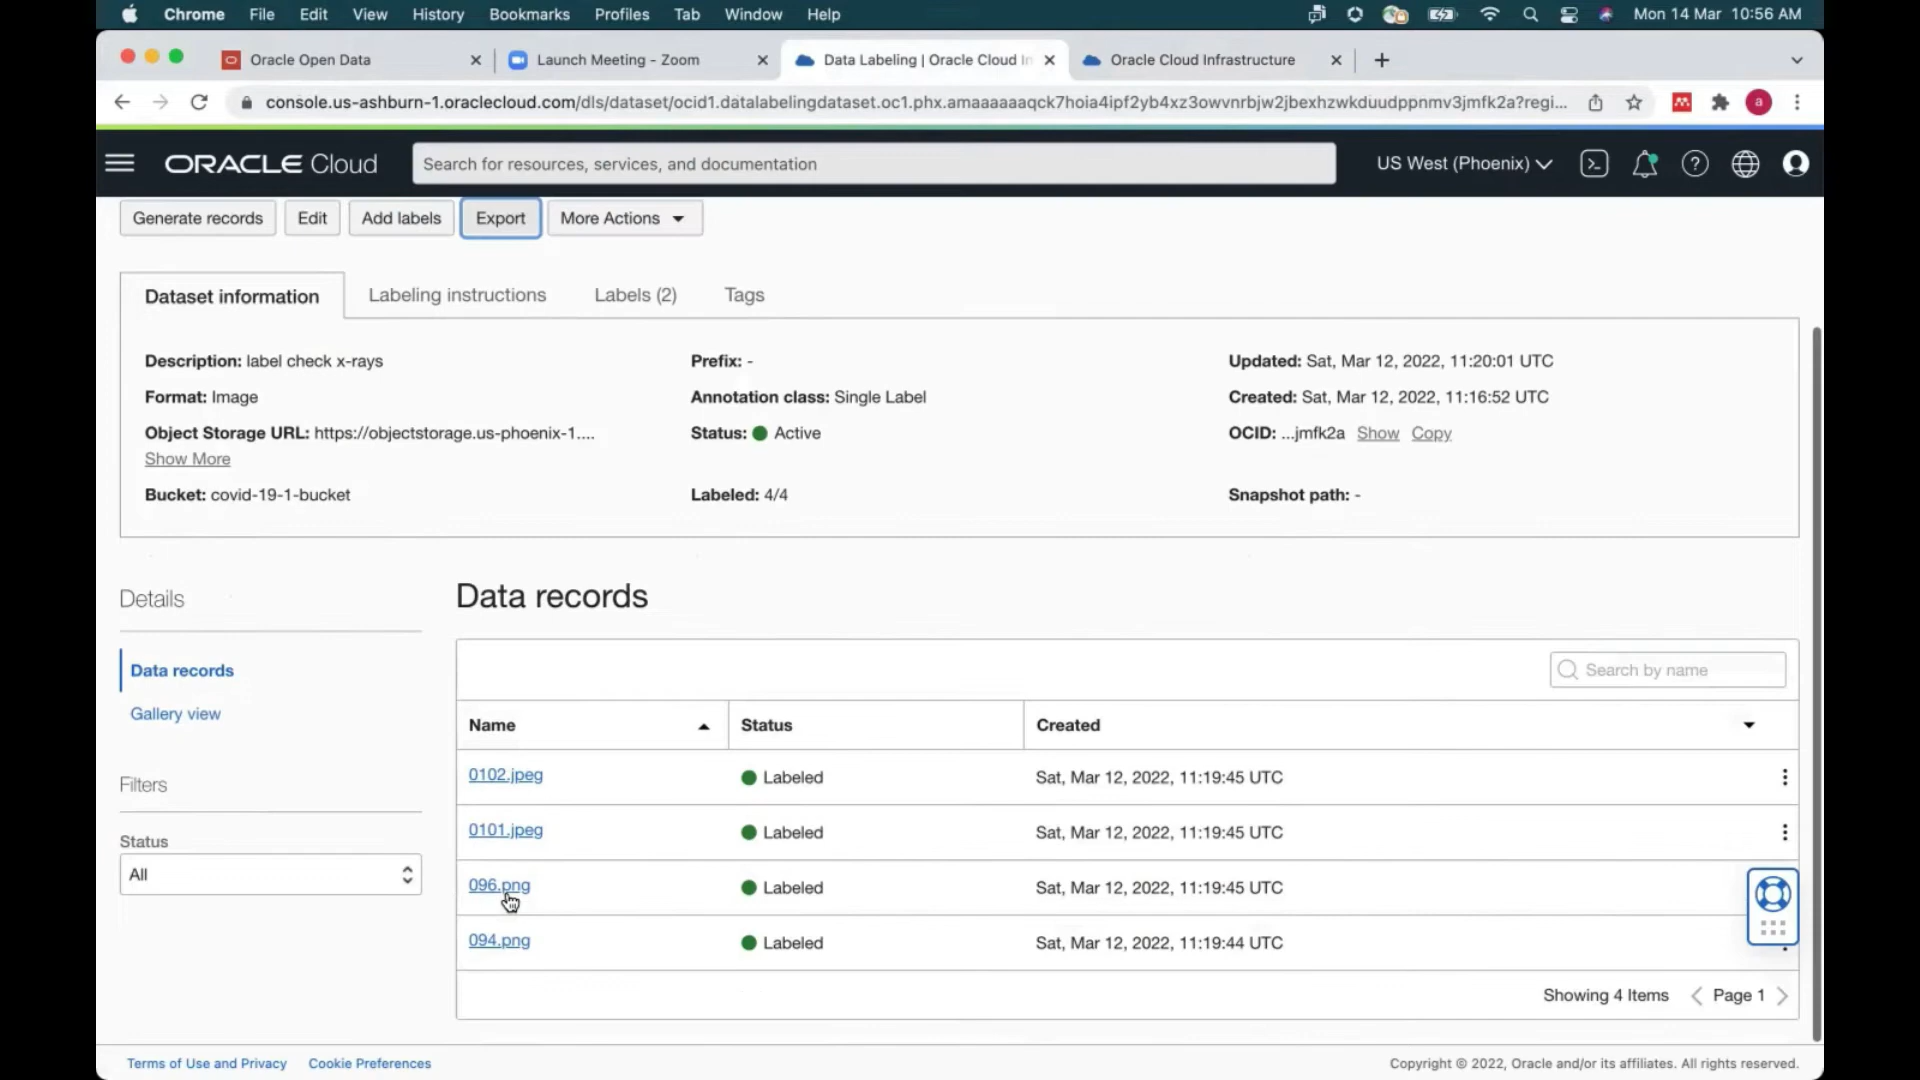 Chrome File Edit View History Bookmarks Profiles Tab Window Help Mon 14 Mar 10:56 AM
Oracle Open Data Launch Meeting - Zoom Data Labeling | Oracle Cloud In Oracle Cloud Infrastructure
console.us-ashburn-1.oraclecloud.com/dls/dataset/ocid1.datalabelingdataset.oc1.phx.amaaaaaaqck7hoia4ipf2yb4xz3owvnrbjw2jbexhzwkduudppnmv3jmfk2a?regi... a
ORACLE Cloud Search for resources, services, and documentation US West (Phoenix)
Generate records Edit Add labels Export More Actions
Dataset information Labeling instructions Labels (2) Tags
Description: label check x-rays Prefix: - Updated: Sat, Mar 12, 2022, 11:20:01 UTC
Format: Image Annotation class: Single Label Created: Sat, Mar 12, 2022, 11:16:52 UTC
Object Storage URL: https://objectstorage.us-phoenix-1.... Status: Active OCID: ...jmfk2a Show Copy
Show More
Bucket: covid-19-1-bucket Labeled: 4/4 Snapshot path: -
Details
Data records
Gallery view
Filters
Status
All
Data records
Search by name
Name Status Created
0102.jpeg Labeled Sat, Mar 12, 2022, 11:19:45 UTC
0101.jpeg Labeled Sat, Mar 12, 2022, 11:19:45 UTC
096.png Labeled Sat, Mar 12, 2022, 11:19:45 UTC
094.png Labeled Sat, Mar 12, 2022, 11:19:44 UTC
Showing 4 Items Page 1
Terms of Use and Privacy Cookie Preferences Copyright © 2022, Oracle and/or its affiliates. All rights reserved.